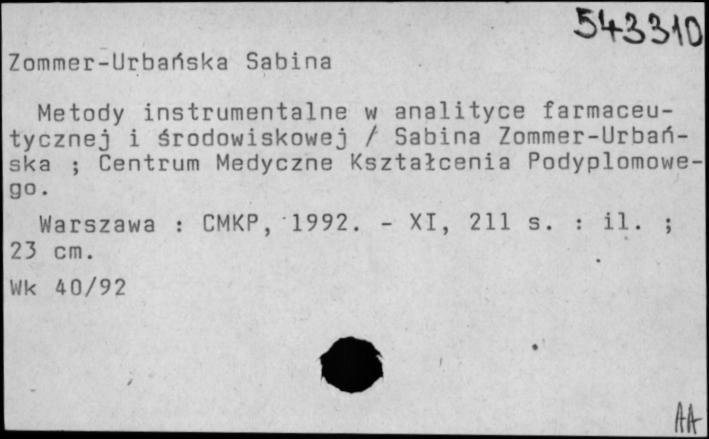 543310
Zommer-Urbańska Sabina
Metody instrumentalne w analityce farmaceu-
tycznej i środowiskowej / Sabina Zommer-Urbań-
ska ; Centrum Medyczne Kształcenia Podyplomowe-
go.
Warszawa : CMKP, 1992. - XI, 211 s. : il. ;
23 cm.
Wk 40/92
AA